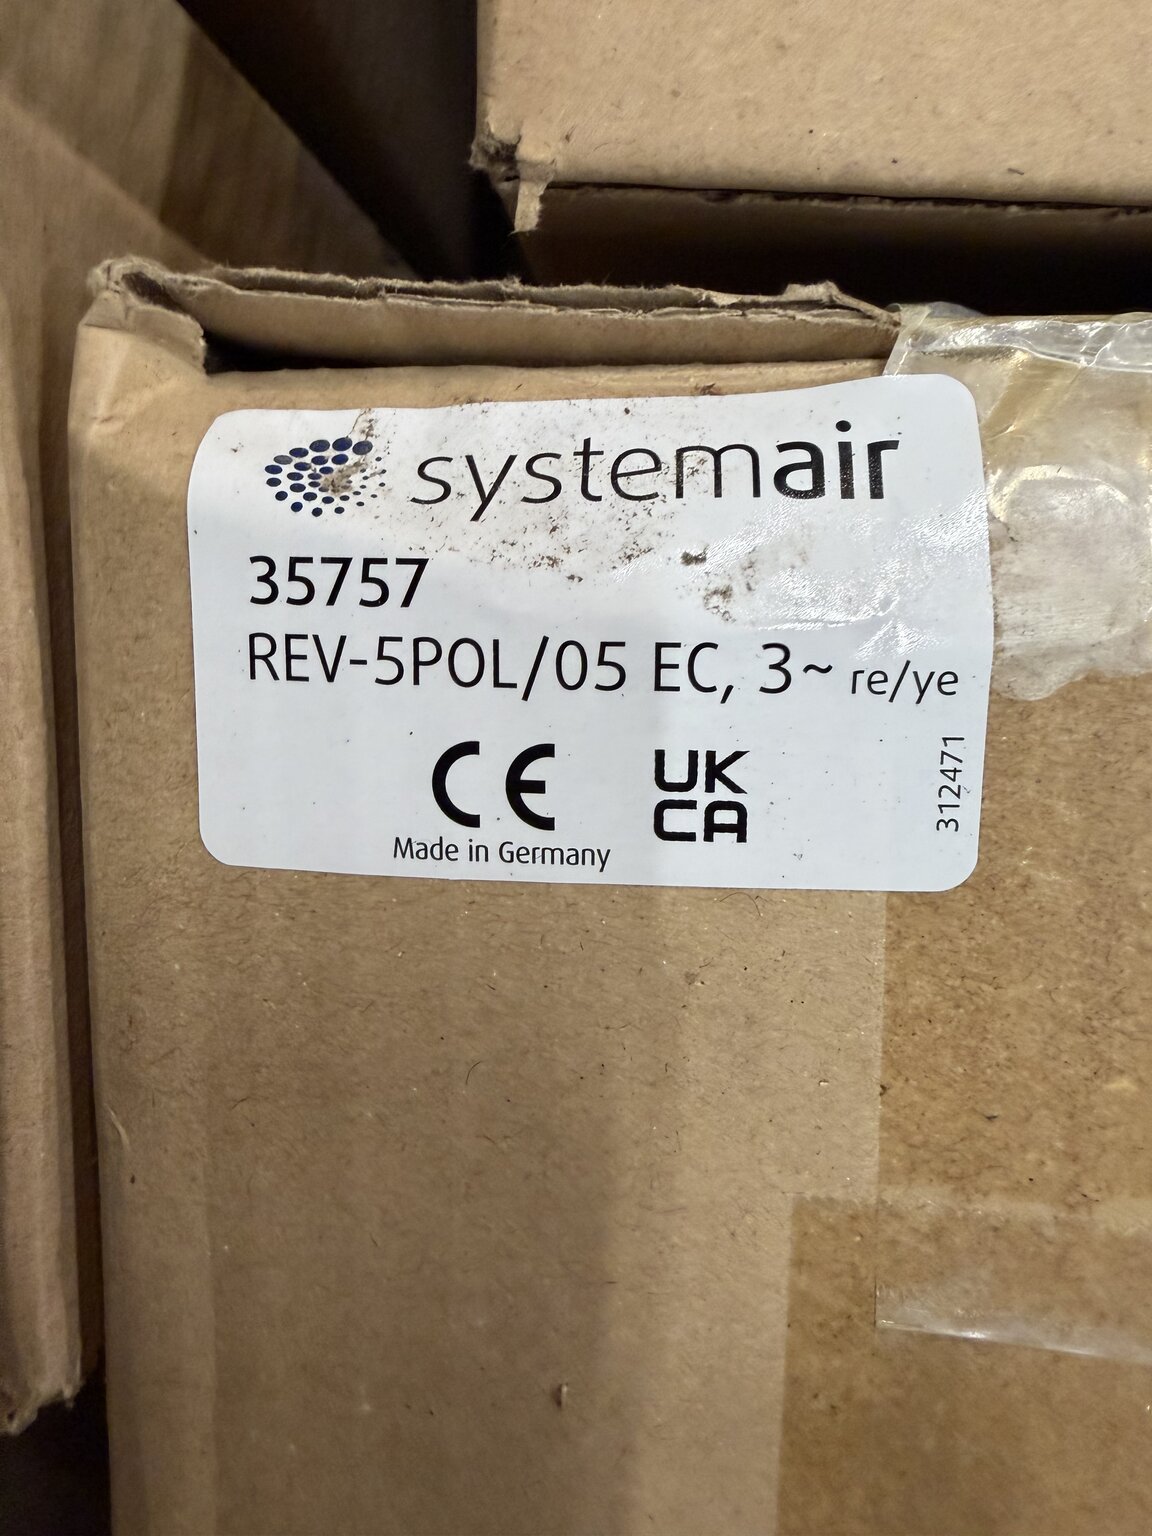 systemair
35757
REV-5POL/05 EC, 3~ re/ye
CE
UK
CA
Made in Germany
312471